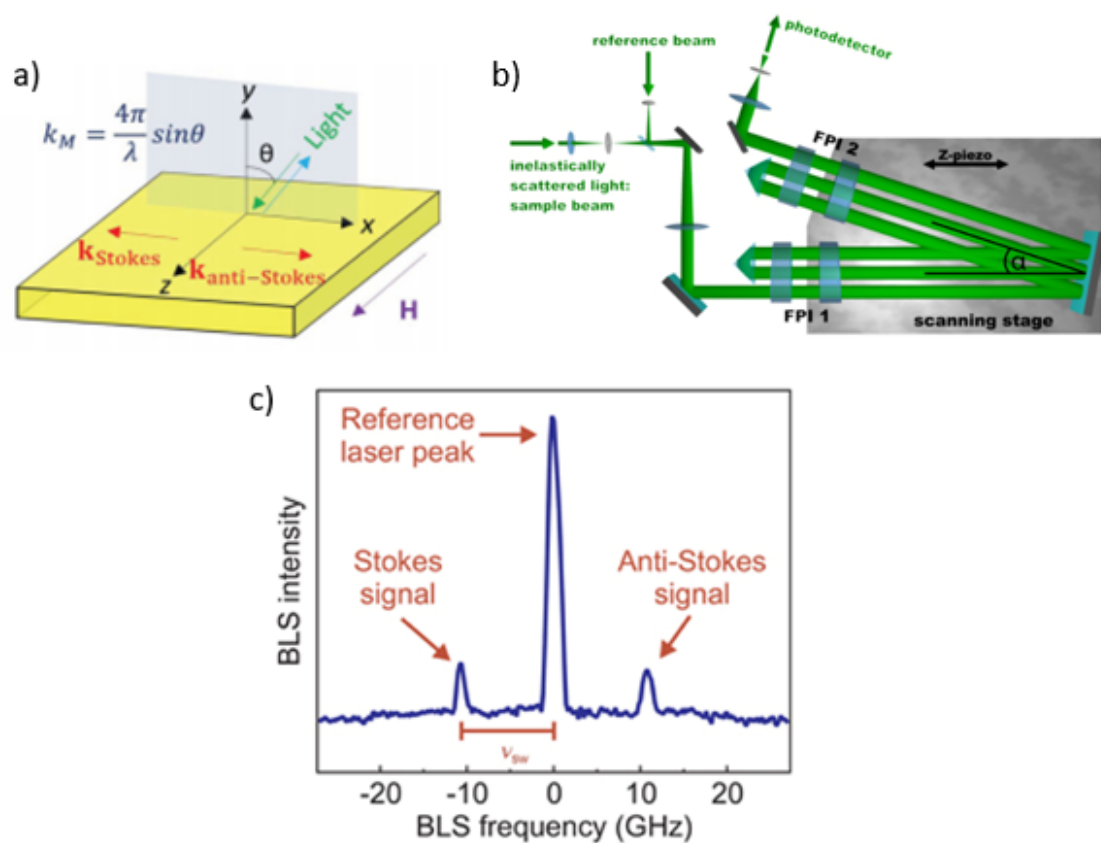 a)
k_M = 4π/λ sinθ
y
θ
Light
x
k_Stokes
k_anti-Stokes
z
H
b)
reference beam
photodetector
inelastically
scattered light:
sample beam
FPI 2
Z-piezo
α
FPI 1
scanning stage
c)
Reference
laser peak
Stokes
signal
Anti-Stokes
signal
ν_sw
BLS intensity
-20 -10 0 10 20
BLS frequency (GHz)